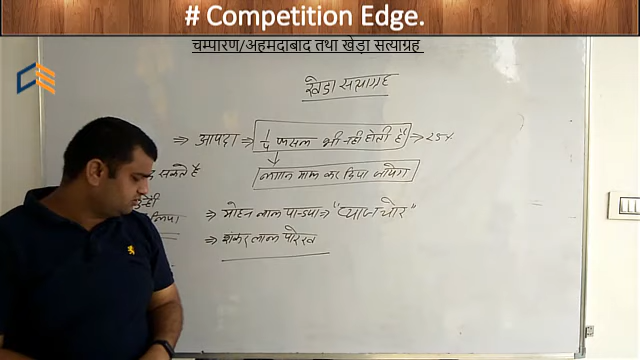 # Competition Edge.
चम्पारण/अहमदाबाद तथा खेड़ा सत्याग्रह
खेडा सत्याग्रह
⇒ आपदा ⇒ 1/4 फसल भी नही होती है → 25%
सकते है
लगान माफ कर दिया जायेगा
लिया
⇒ मोहन लाल पान्डया ⇒ "प्याज चोर"
⇒ शंकर लाल पारेख